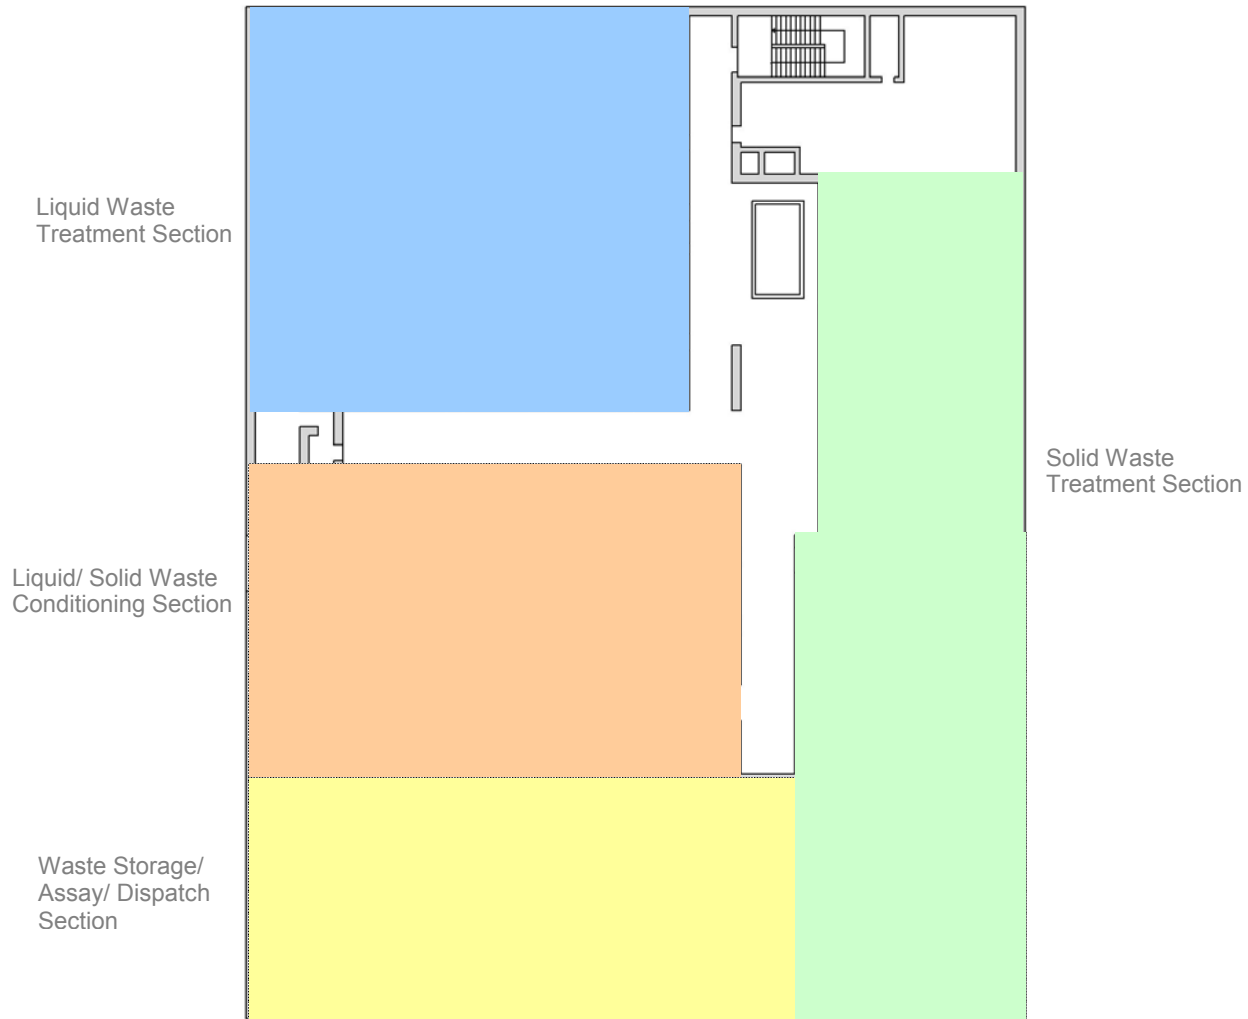 Liquid Waste
Treatment Section
Solid Waste
Treatment Section
Liquid/ Solid Waste
Conditioning Section
Waste Storage/
Assay/ Dispatch
Section